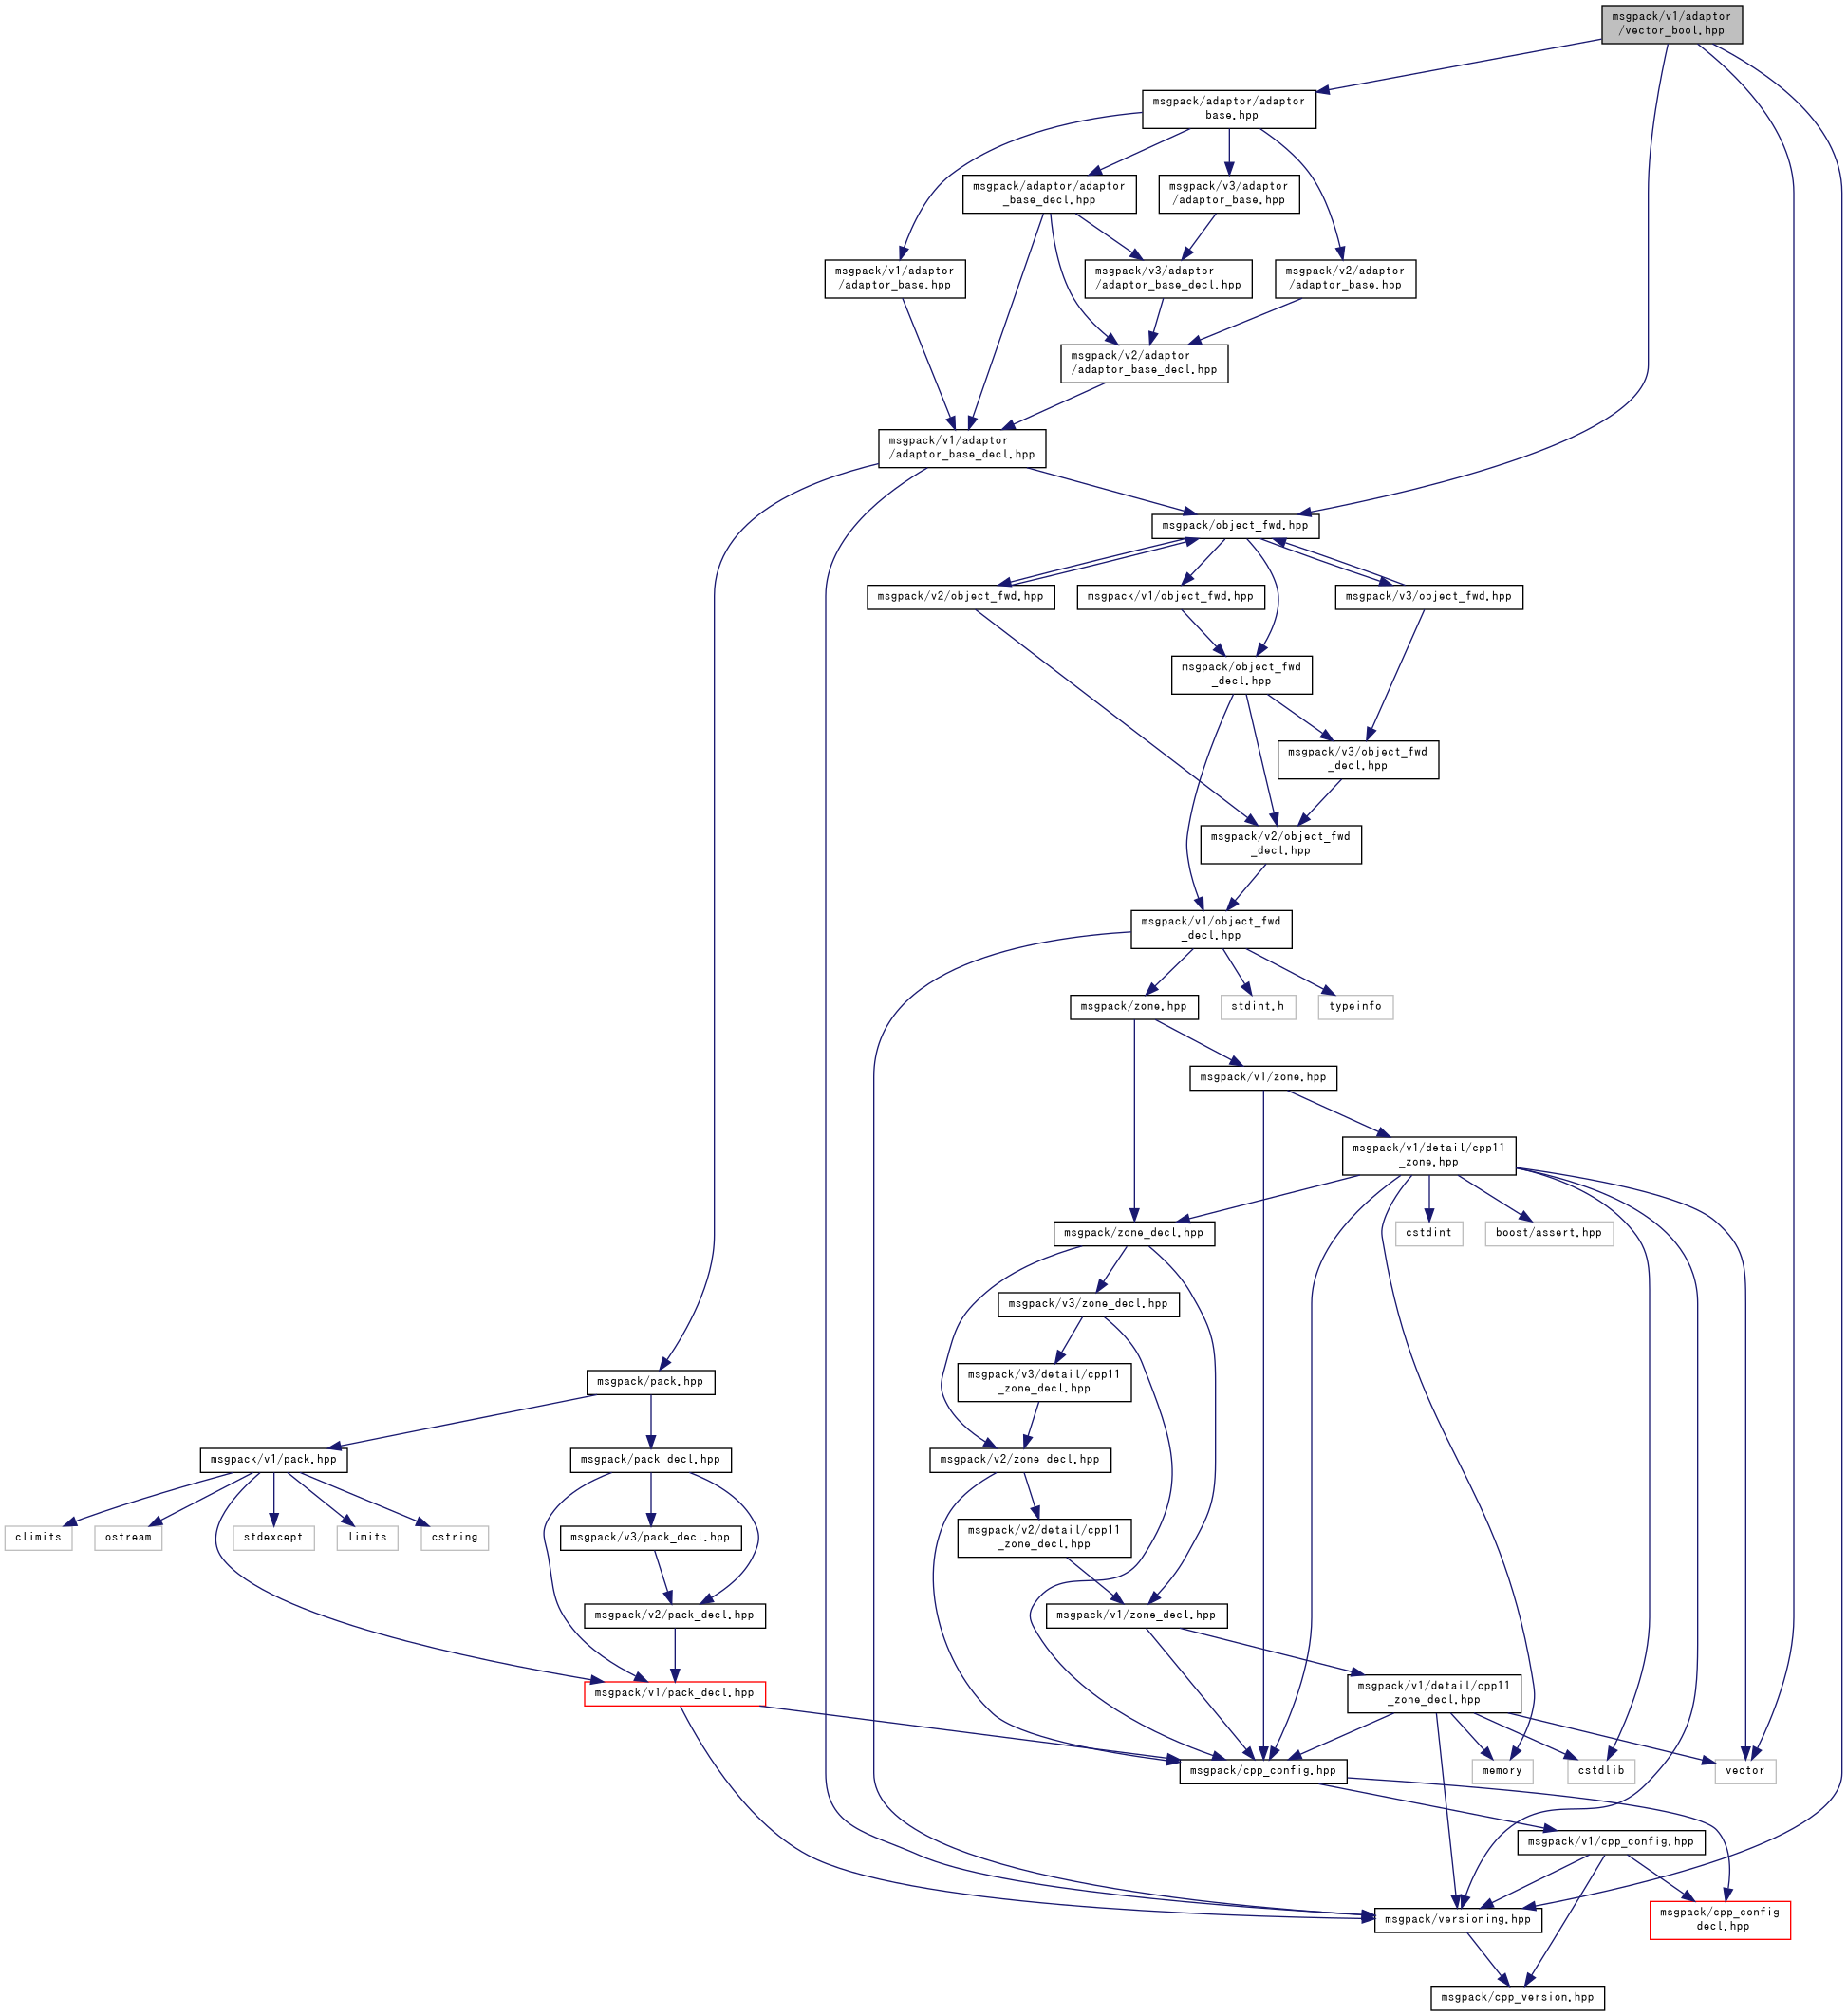 msgpack/v1/adaptor
/vector_bool.hpp
msgpack/adaptor/adaptor
_base.hpp
msgpack/adaptor/adaptor
_base_decl.hpp
msgpack/v3/adaptor
/adaptor_base.hpp
msgpack/v1/adaptor
/adaptor_base.hpp
msgpack/v3/adaptor
/adaptor_base_decl.hpp
msgpack/v2/adaptor
/adaptor_base.hpp
msgpack/v2/adaptor
/adaptor_base_decl.hpp
msgpack/v1/adaptor
/adaptor_base_decl.hpp
msgpack/object_fwd.hpp
msgpack/v2/object_fwd.hpp
msgpack/v1/object_fwd.hpp
msgpack/v3/object_fwd.hpp
msgpack/object_fwd
_decl.hpp
msgpack/v3/object_fwd
_decl.hpp
msgpack/v2/object_fwd
_decl.hpp
msgpack/v1/object_fwd
_decl.hpp
msgpack/zone.hpp
stdint.h
typeinfo
msgpack/v1/zone.hpp
msgpack/v1/detail/cpp11
_zone.hpp
msgpack/zone_decl.hpp
cstdint
boost/assert.hpp
msgpack/v3/zone_decl.hpp
msgpack/pack.hpp
msgpack/v3/detail/cpp11
_zone_decl.hpp
msgpack/v1/pack.hpp
msgpack/pack_decl.hpp
msgpack/v2/zone_decl.hpp
climits
ostream
stdexcept
limits
cstring
msgpack/v3/pack_decl.hpp
msgpack/v2/detail/cpp11
_zone_decl.hpp
msgpack/v2/pack_decl.hpp
msgpack/v1/zone_decl.hpp
msgpack/v1/pack_decl.hpp
msgpack/v1/detail/cpp11
_zone_decl.hpp
msgpack/cpp_config.hpp
memory
cstdlib
vector
msgpack/v1/cpp_config.hpp
msgpack/versioning.hpp
msgpack/cpp_config
_decl.hpp
msgpack/cpp_version.hpp